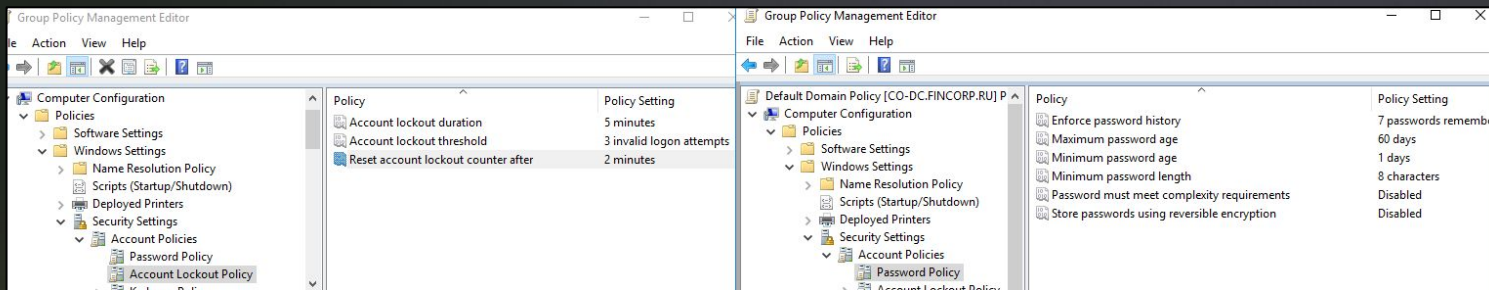 Group Policy Management Editor
Action View Help
Computer Configuration
Policies
Software Settings
Windows Settings
Name Resolution Policy
Scripts (Startup/Shutdown)
Deployed Printers
Security Settings
Account Policies
Password Policy
Account Lockout Policy
Policy Policy Setting
Account lockout duration 5 minutes
Account lockout threshold 3 invalid logon attempts
Reset account lockout counter after 2 minutes
Group Policy Management Editor
File Action View Help
Default Domain Policy [CO-DC.FINCORP.RU] P
Computer Configuration
Policies
Software Settings
Windows Settings
Name Resolution Policy
Scripts (Startup/Shutdown)
Deployed Printers
Security Settings
Account Policies
Password Policy
Account Lockout Policy
Policy Policy Setting
Enforce password history 7 passwords remembe
Maximum password age 60 days
Minimum password age 1 days
Minimum password length 8 characters
Password must meet complexity requirements Disabled
Store passwords using reversible encryption Disabled